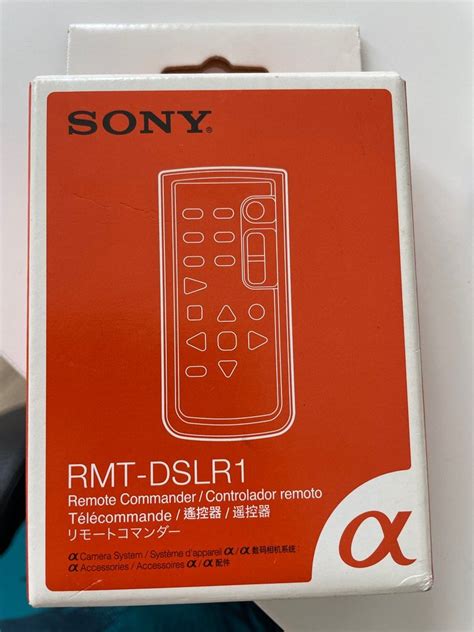 SONY®
RMT-DSLR1
Remote Commander / Controlador remoto
Télécommande / 遙控器 / 遥控器
リモートコマンダー
α Camera System / Système d'appareil α / α 数码相机系统
α Accessories / Accessoires α / α 配件
α